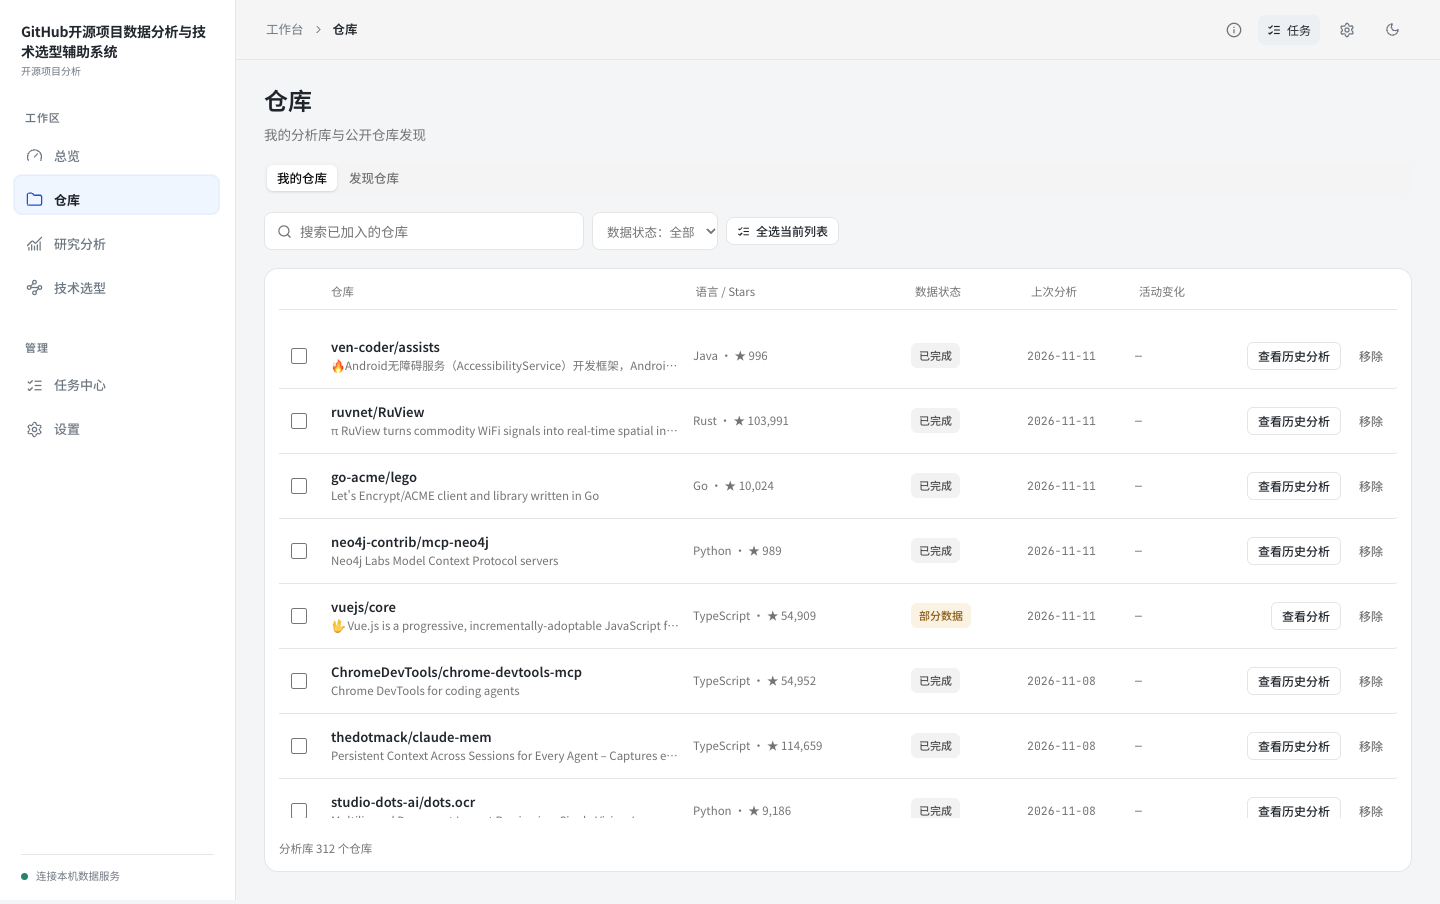 GitHub开源项目数据分析与技
术选型辅助系统
开源项目分析
工作区
总览
仓库
研究分析
技术选型
管理
任务中心
设置
连接本机数据服务
工作台 > 仓库
任务
仓库
我的分析库与公开仓库发现
我的仓库 发现仓库
搜索已加入的仓库 数据状态：全部 全选当前列表
仓库 语言 / Stars 数据状态 上次分析 活动变化
ven-coder/assists
🔥Android无障碍服务（AccessibilityService）开发框架，Androi…
Java · ★ 996 已完成 2026-11-11 — 查看历史分析 移除
ruvnet/RuView
π RuView turns commodity WiFi signals into real-time spatial in…
Rust · ★ 103,991 已完成 2026-11-11 — 查看历史分析 移除
go-acme/lego
Let's Encrypt/ACME client and library written in Go
Go · ★ 10,024 已完成 2026-11-11 — 查看历史分析 移除
neo4j-contrib/mcp-neo4j
Neo4j Labs Model Context Protocol servers
Python · ★ 989 已完成 2026-11-11 — 查看历史分析 移除
vuejs/core
🖖 Vue.js is a progressive, incrementally-adoptable JavaScript f…
TypeScript · ★ 54,909 部分数据 2026-11-11 — 查看分析 移除
ChromeDevTools/chrome-devtools-mcp
Chrome DevTools for coding agents
TypeScript · ★ 54,952 已完成 2026-11-08 — 查看历史分析 移除
thedotmack/claude-mem
Persistent Context Across Sessions for Every Agent – Captures e…
TypeScript · ★ 114,659 已完成 2026-11-08 — 查看历史分析 移除
studio-dots-ai/dots.ocr
Python · ★ 9,186 已完成 2026-11-08 — 查看历史分析 移除
分析库 312 个仓库